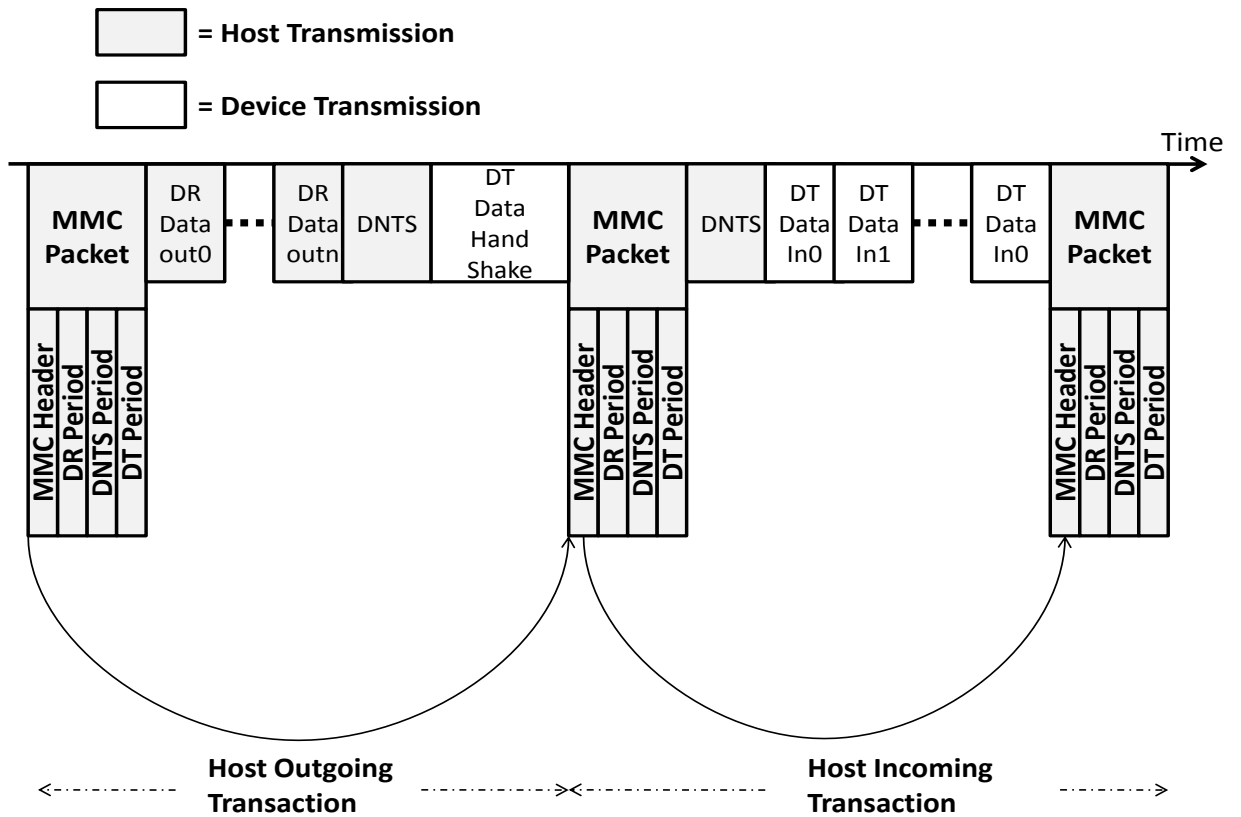 = Host Transmission
= Device Transmission
Time
MMC
Packet
DR
Data
out0
DR
Data
outn
DNTS
DT
Data
Hand
Shake
MMC
Packet
DNTS
DT
Data
In0
DT
Data
In1
DT
Data
In0
MMC
Packet
MMC Header
DR Period
DNTS Period
DT Period
MMC Header
DR Period
DNTS Period
DT Period
MMC Header
DR Period
DNTS Period
DT Period
Host Outgoing
Transaction
Host Incoming
Transaction